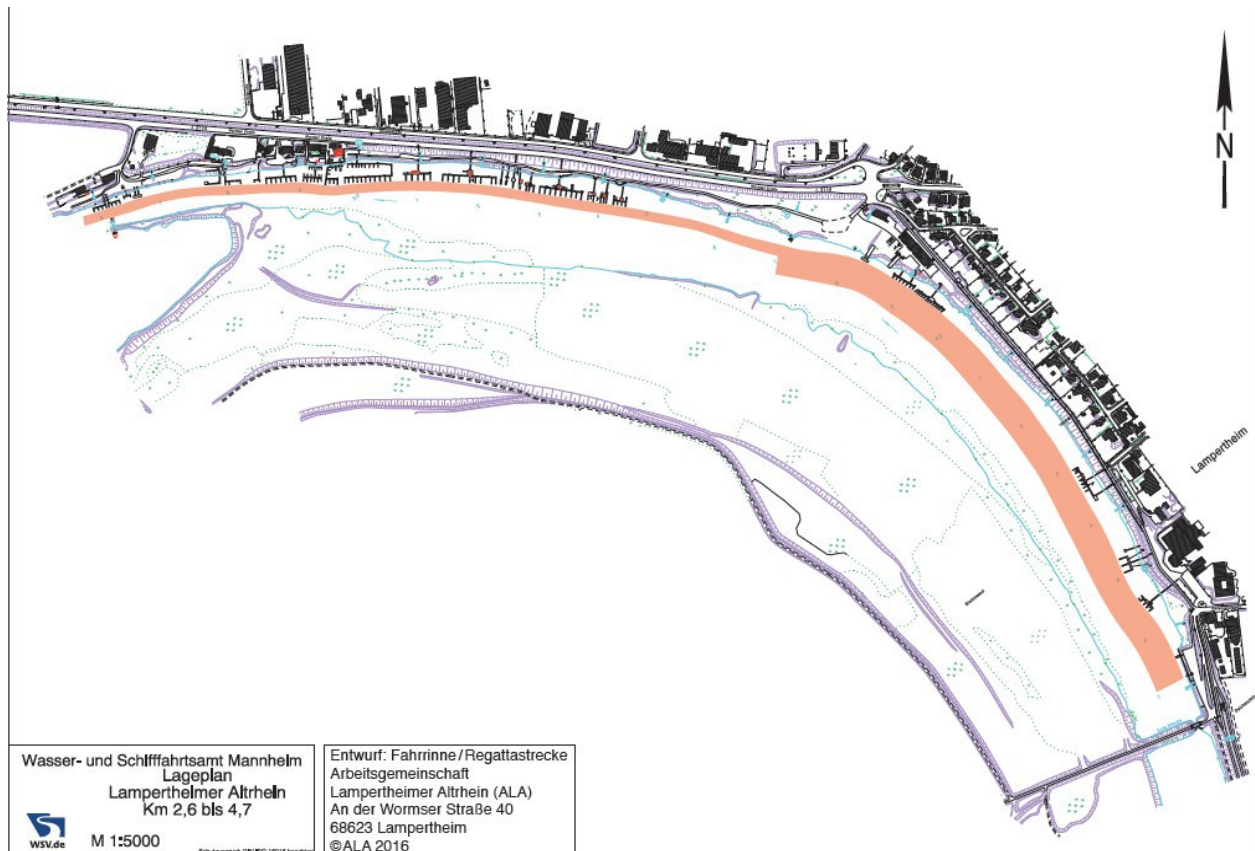 N
Lampertheim
Wasser- und Schifffahrtsamt Mannheim
Lageplan
Lampertheimer Altrhein
Km 2,6 bis 4,7
WSV.de
M 1:5000
Entwurf: Fahrrinne/Regattastrecke
Arbeitsgemeinschaft
Lampertheimer Altrhein (ALA)
An der Wormser Straße 40
68623 Lampertheim
©ALA 2016